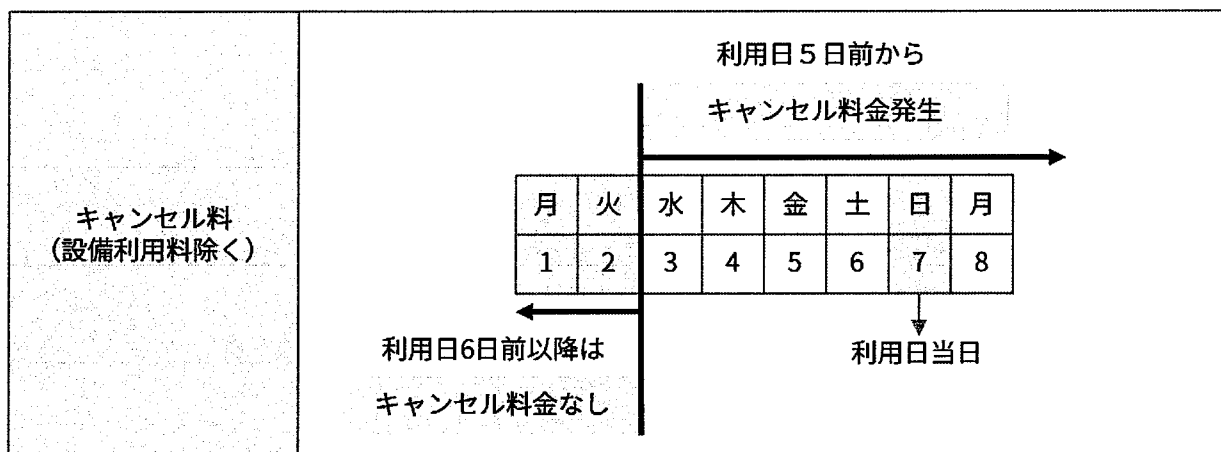 キャンセル料
（設備利用料除く）
利用日５日前から
キャンセル料金発生
月 火 水 木 金 土 日 月
1 2 3 4 5 6 7 8
利用日6日前以降は
キャンセル料金なし
利用日当日